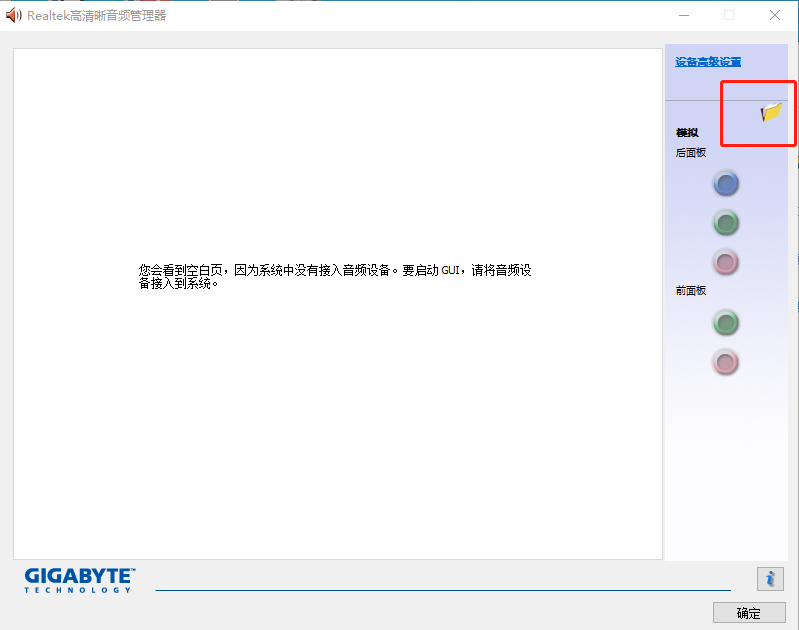 Realtek高清晰音频管理器
设备高级设置
模拟
后面板
您会看到空白页，因为系统中没有接入音频设备。要启动 GUI，请将音频设
备接入到系统。
前面板
GIGABYTE™
TECHNOLOGY
确定